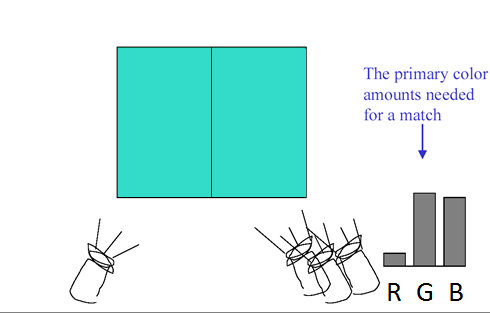 The primary color
amounts needed
for a match
R G B